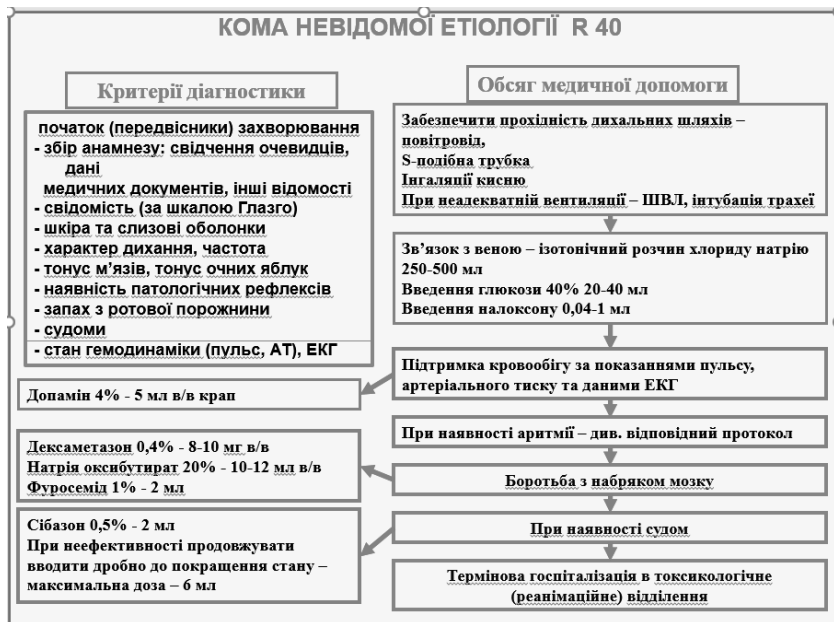 КОМА НЕВІДОМОЇ ЕТІОЛОГІЇ R 40
Критерії діагностики
початок (передвісники) захворювання
- збір анамнезу: свідчення очевидців,
дані
медичних документів, інші відомості
- свідомість (за шкалою Глазго)
- шкіра та слизові оболонки
- характер дихання, частота
- тонус м’язів, тонус очних яблук
- наявність патологічних рефлексів
- запах з ротової порожнини
- судоми
- стан гемодинаміки (пульс, АТ), ЕКГ
Допамін 4% - 5 мл в/в крап
Дексаметазон 0,4% - 8-10 мг в/в
Натрія оксибутират 20% - 10-12 мл в/в
Фуросемід 1% - 2 мл
Сібазон 0,5% - 2 мл
При неефективності продовжувати
вводити дробно до покращення стану –
максимальна доза – 6 мл
Обсяг медичної допомоги
Забезпечити прохідність дихальних шляхів –
повітровід,
S-подібна трубка
Інгаляції кисню
При неадекватній вентиляції – ШВЛ, інтубація трахеї
Зв’язок з веною – ізотонічний розчин хлориду натрію
250-500 мл
Введення глюкози 40% 20-40 мл
Введення налоксону 0,04-1 мл
Підтримка кровообігу за показаннями пульсу,
артеріального тиску та даними ЕКГ
При наявності аритмії – див. відповідний протокол
Боротьба з набряком мозку
При наявності судом
Термінова госпіталізація в токсикологічне
(реанімаційне) відділення